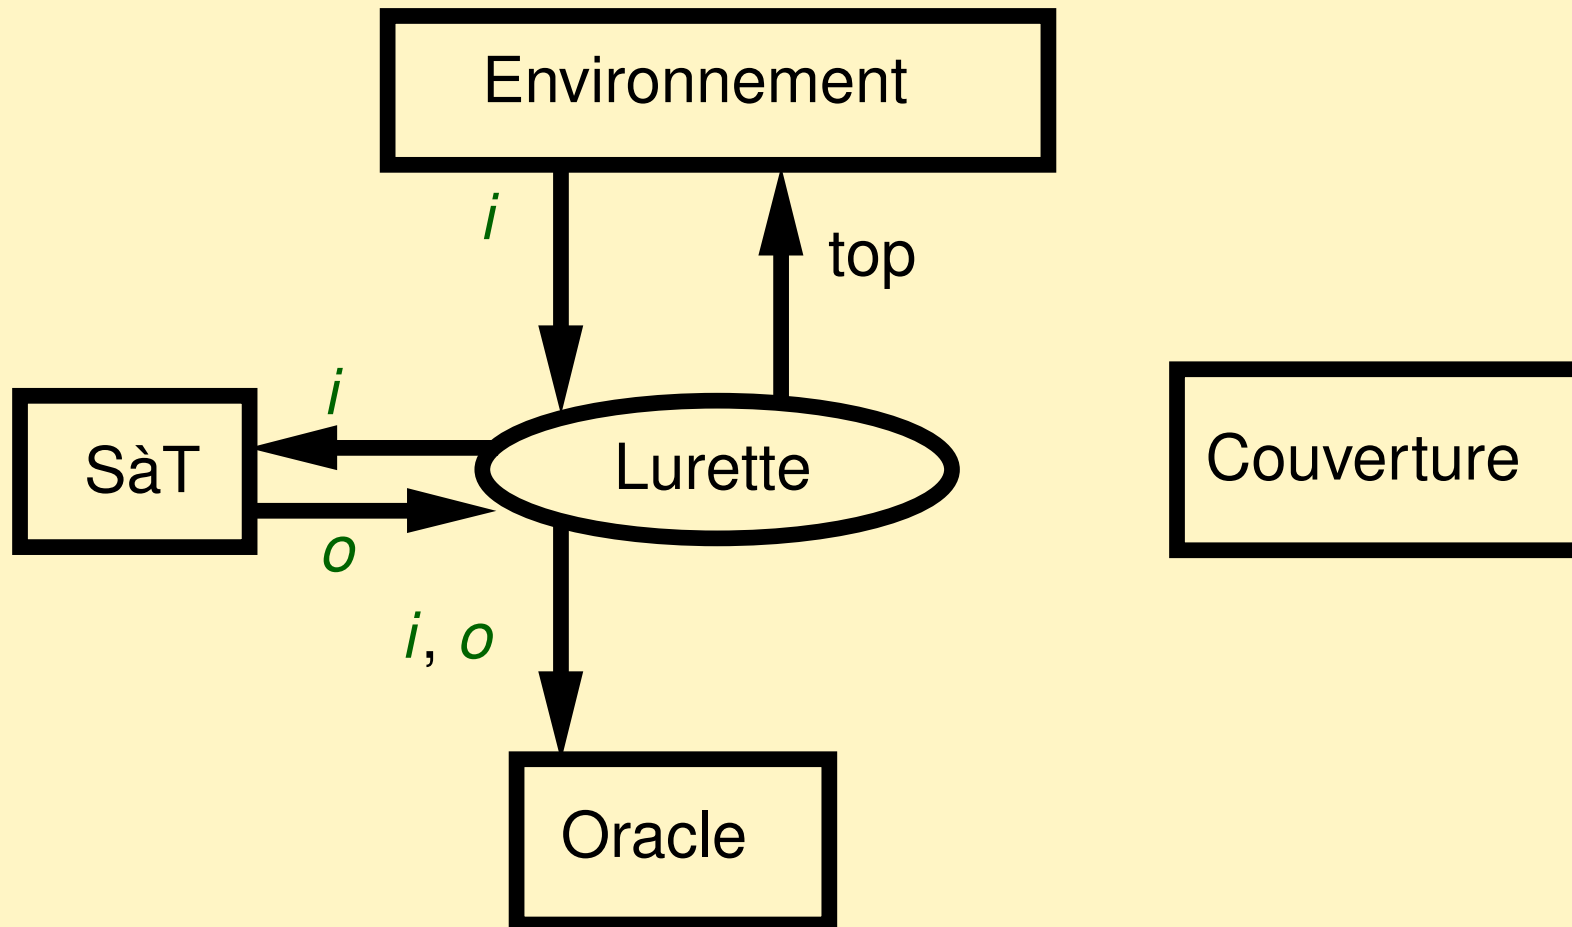 Environnement
i
top
i
SàT
Lurette
Couverture
o
i, o
Oracle